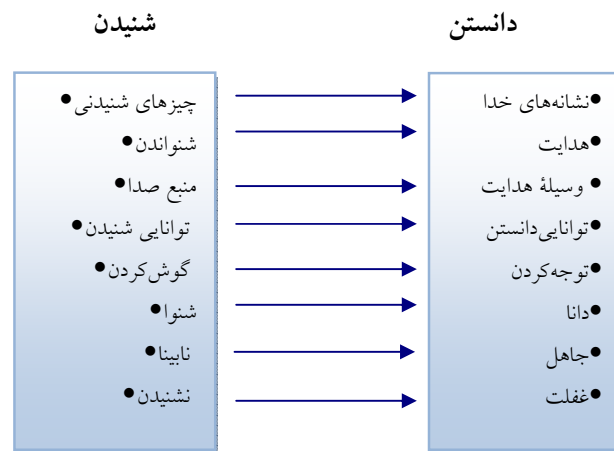 شنیدن
دانستن
چیزهای شنیدنی●
شنواندن●
منبع صدا●
توانایی شنیدن●
گوش‌کردن●
شنوا●
نابینا●
نشنیدن●
●نشانه‌های خدا
●هدایت
●وسیلهٔ هدایت
●توانایی‌دانستن
●توجه‌کردن
●دانا
●جاهل
●غفلت